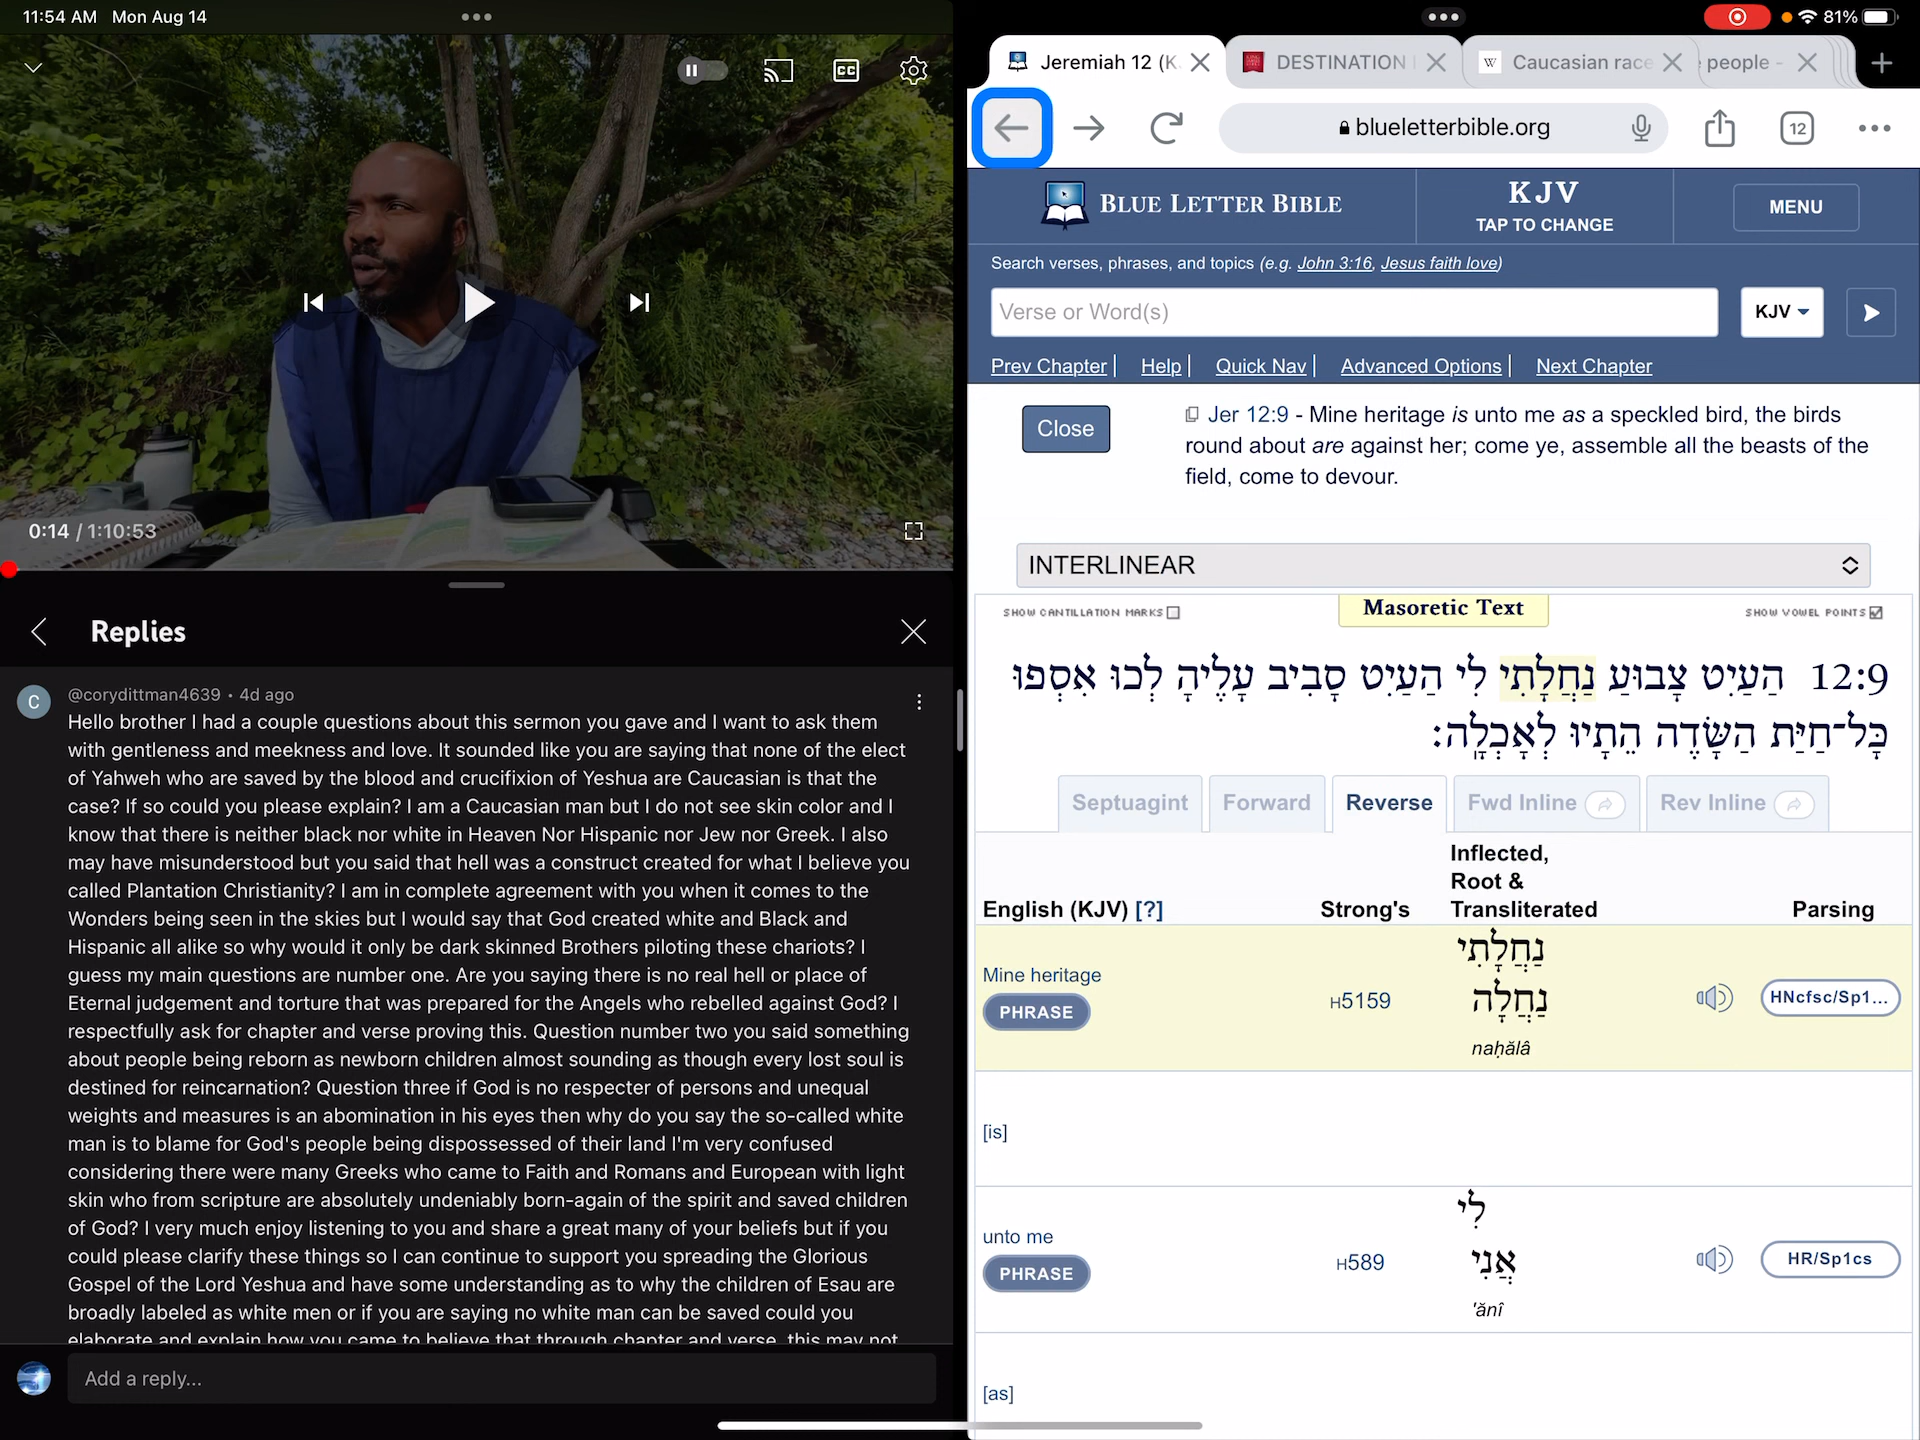 11:54 AM Mon Aug 14
81%
CC
0:14 / 1:10:53
Replies
C
@corydittman4639 • 4d ago
Hello brother I had a couple questions about this sermon you gave and I want to ask them
with gentleness and meekness and love. It sounded like you are saying that none of the elect
of Yahweh who are saved by the blood and crucifixion of Yeshua are Caucasian is that the
case? If so could you please explain? I am a Caucasian man but I do not see skin color and I
know that there is neither black nor white in Heaven Nor Hispanic nor Jew nor Greek. I also
may have misunderstood but you said that hell was a construct created for what I believe you
called Plantation Christianity? I am in complete agreement with you when it comes to the
Wonders being seen in the skies but I would say that God created white and Black and
Hispanic all alike so why would it only be dark skinned Brothers piloting these chariots? I
guess my main questions are number one. Are you saying there is no real hell or place of
Eternal judgement and torture that was prepared for the Angels who rebelled against God? I
respectfully ask for chapter and verse proving this. Question number two you said something
about people being reborn as newborn children almost sounding as though every lost soul is
destined for reincarnation? Question three if God is no respecter of persons and unequal
weights and measures is an abomination in his eyes then why do you say the so-called white
man is to blame for God's people being dispossessed of their land I'm very confused
considering there were many Greeks who came to Faith and Romans and European with light
skin who from scripture are absolutely undeniably born-again of the spirit and saved children
of God? I very much enjoy listening to you and share a great many of your beliefs but if you
could please clarify these things so I can continue to support you spreading the Glorious
Gospel of the Lord Yeshua and have some understanding as to why the children of Esau are
broadly labeled as white men or if you are saying no white man can be saved could you
elaborate and explain how you came to believe that through chapter and verse, this may not
Add a reply...
Jeremiah 12 (K
DESTINATION
W Caucasian race
people -
blueletterbible.org
12
BLUE LETTER BIBLE
KJV
TAP TO CHANGE
MENU
Search verses, phrases, and topics (e.g. John 3:16, Jesus faith love)
Verse or Word(s)
KJV
Prev Chapter | Help | Quick Nav | Advanced Options | Next Chapter
Close
Jer 12:9 - Mine heritage is unto me as a speckled bird, the birds
round about are against her; come ye, assemble all the beasts of the
field, come to devour.
INTERLINEAR
SHOW CANTILLATION MARKS
Masoretic Text
SHOW VOWEL POINTS
12:9 הַעַיִט צָבוּעַ נַחֲלָתִי לִי הַעַיִט סָבִיב עָלֶיהָ לְכוּ אִסְפוּ
כָּל־חַיַּת הַשָּׂדֶה הֵתָיוּ לְאָכְלָֽה׃
Septuagint
Forward
Reverse
Fwd Inline
Rev Inline
English (KJV) [?]
Strong's
Inflected,
Root &
Transliterated
Parsing
Mine heritage
PHRASE
H5159
נַחֲלָתִי
נַחֲלָה
naḥălâ
HNcfsc/Sp1...
[is]
unto me
PHRASE
H589
לִי
אֲנִי
'ănî
HR/Sp1cs
[as]